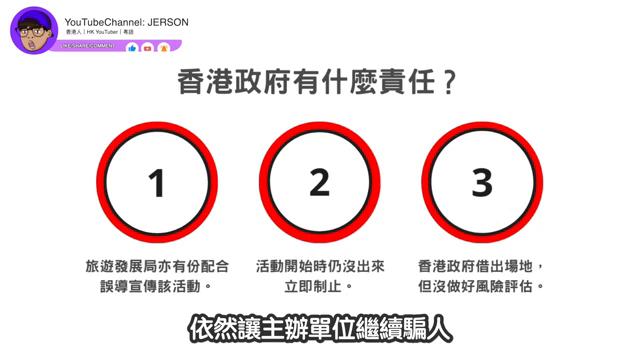 YouTubeChannel: JERSON
香港人｜HK YouTuber｜粵語
LIKE/SHARE/COMMENT
香港政府有什麼責任？
1
2
3
旅遊發展局亦有份配合
誤導宣傳該活動。
活動開始時仍沒出來
立即制止。
香港政府借出場地，
但沒做好風險評估。
依然讓主辦單位繼續騙人